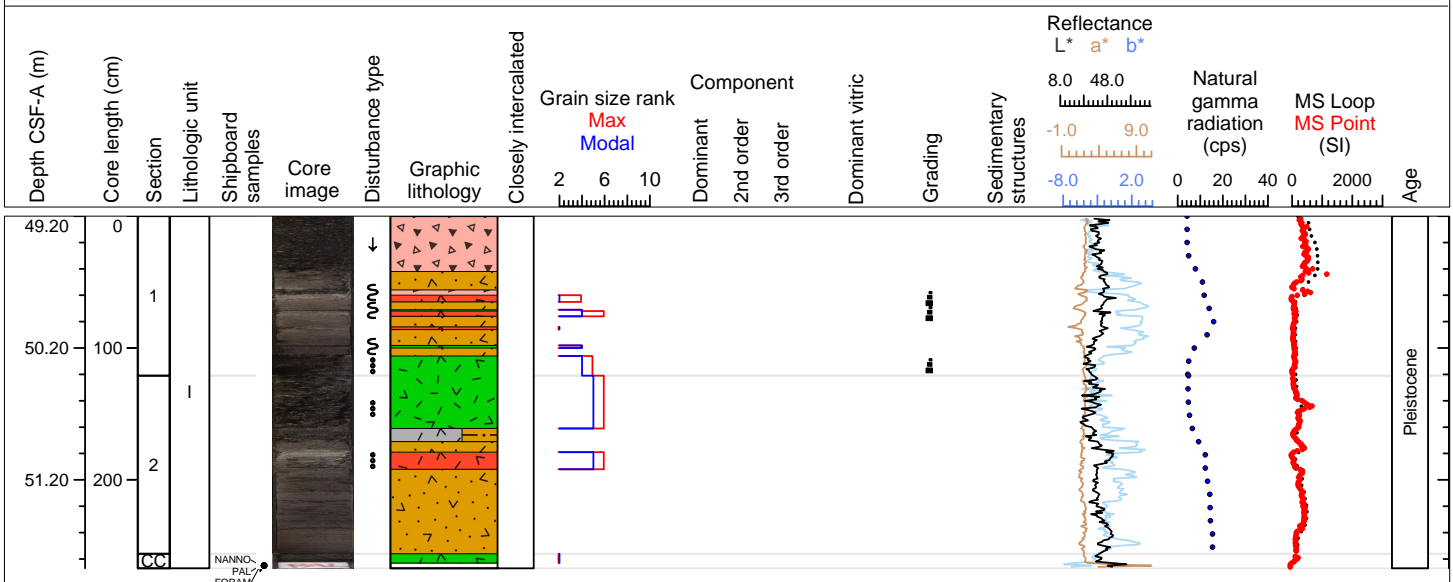 Depth CSF-A (m)
Core length (cm)
Section
Lithologic unit
Shipboard
samples
Core
image
Disturbance type
Graphic
lithology
Closely intercalated
Grain size rank
Max
Modal
2 6 10
Component
Dominant
2nd order
3rd order
Dominant vitric
Grading
Sedimentary
structures
Reflectance
L* a* b*
8.0 48.0
-1.0 9.0
-8.0 2.0
Natural
gamma
radiation
(cps)
0 20 40
MS Loop
MS Point
(SI)
0 2000
Age
49.20 0
1
50.20 100
I
Pleistocene
2
51.20 200
CC
NANNO
PAL
FORAM